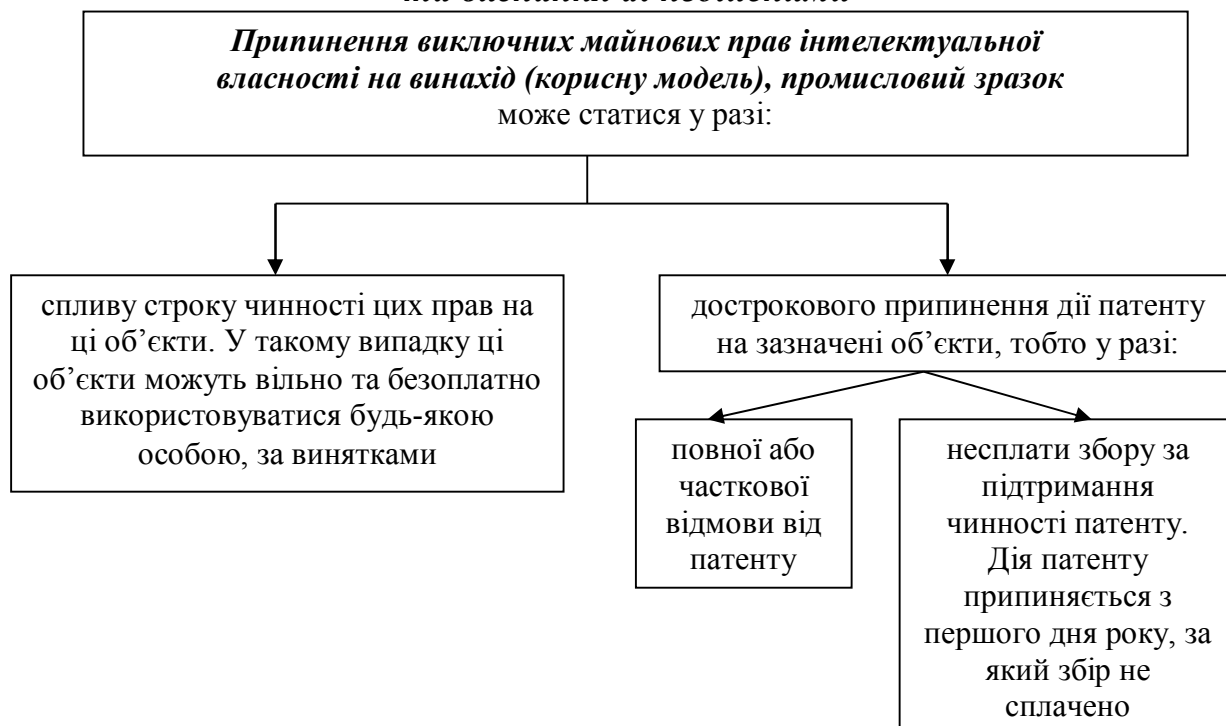 Припинення виключних майнових прав інтелектуальної
власності на винахід (корисну модель), промисловий зразок
може статися у разі:
спливу строку чинності цих прав на
ці об’єкти. У такому випадку ці
об’єкти можуть вільно та безоплатно
використовуватися будь-якою
особою, за винятками
дострокового припинення дії патенту
на зазначені об’єкти, тобто у разі:
повної або
часткової
відмови від
патенту
несплати збору за
підтримання
чинності патенту.
Дія патенту
припиняється з
першого дня року, за
який збір не
сплачено